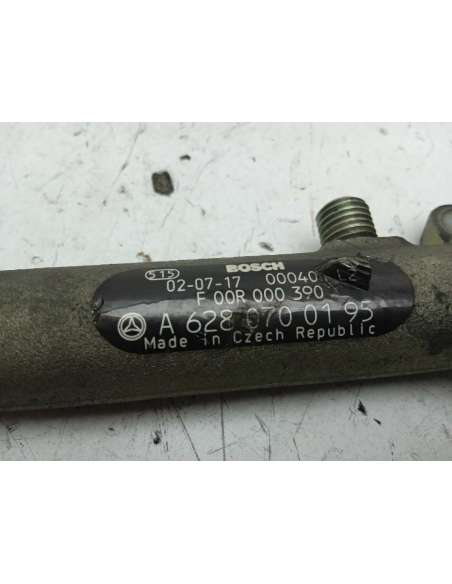 BOSCH
515
02-07-17 00040
F 00R 000 390
A 628 070 01 95
Made in Czech Republic